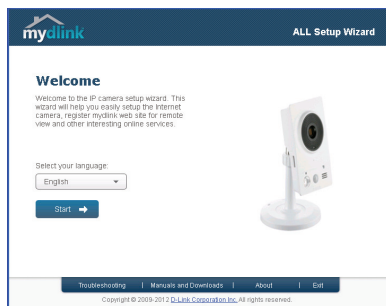 mydlink
ALL Setup Wizard
Welcome
Welcome to the IP camera setup wizard. This
wizard will help you easily setup the Internet
camera, register mydlink web site for remote
view and other interesting online services
Select your language:
English
Start
Troubleshooting | Manuals and Downloads | About | Exit
Copyright © 2009-2012 D-Link Corporation Inc. All rights reserved.